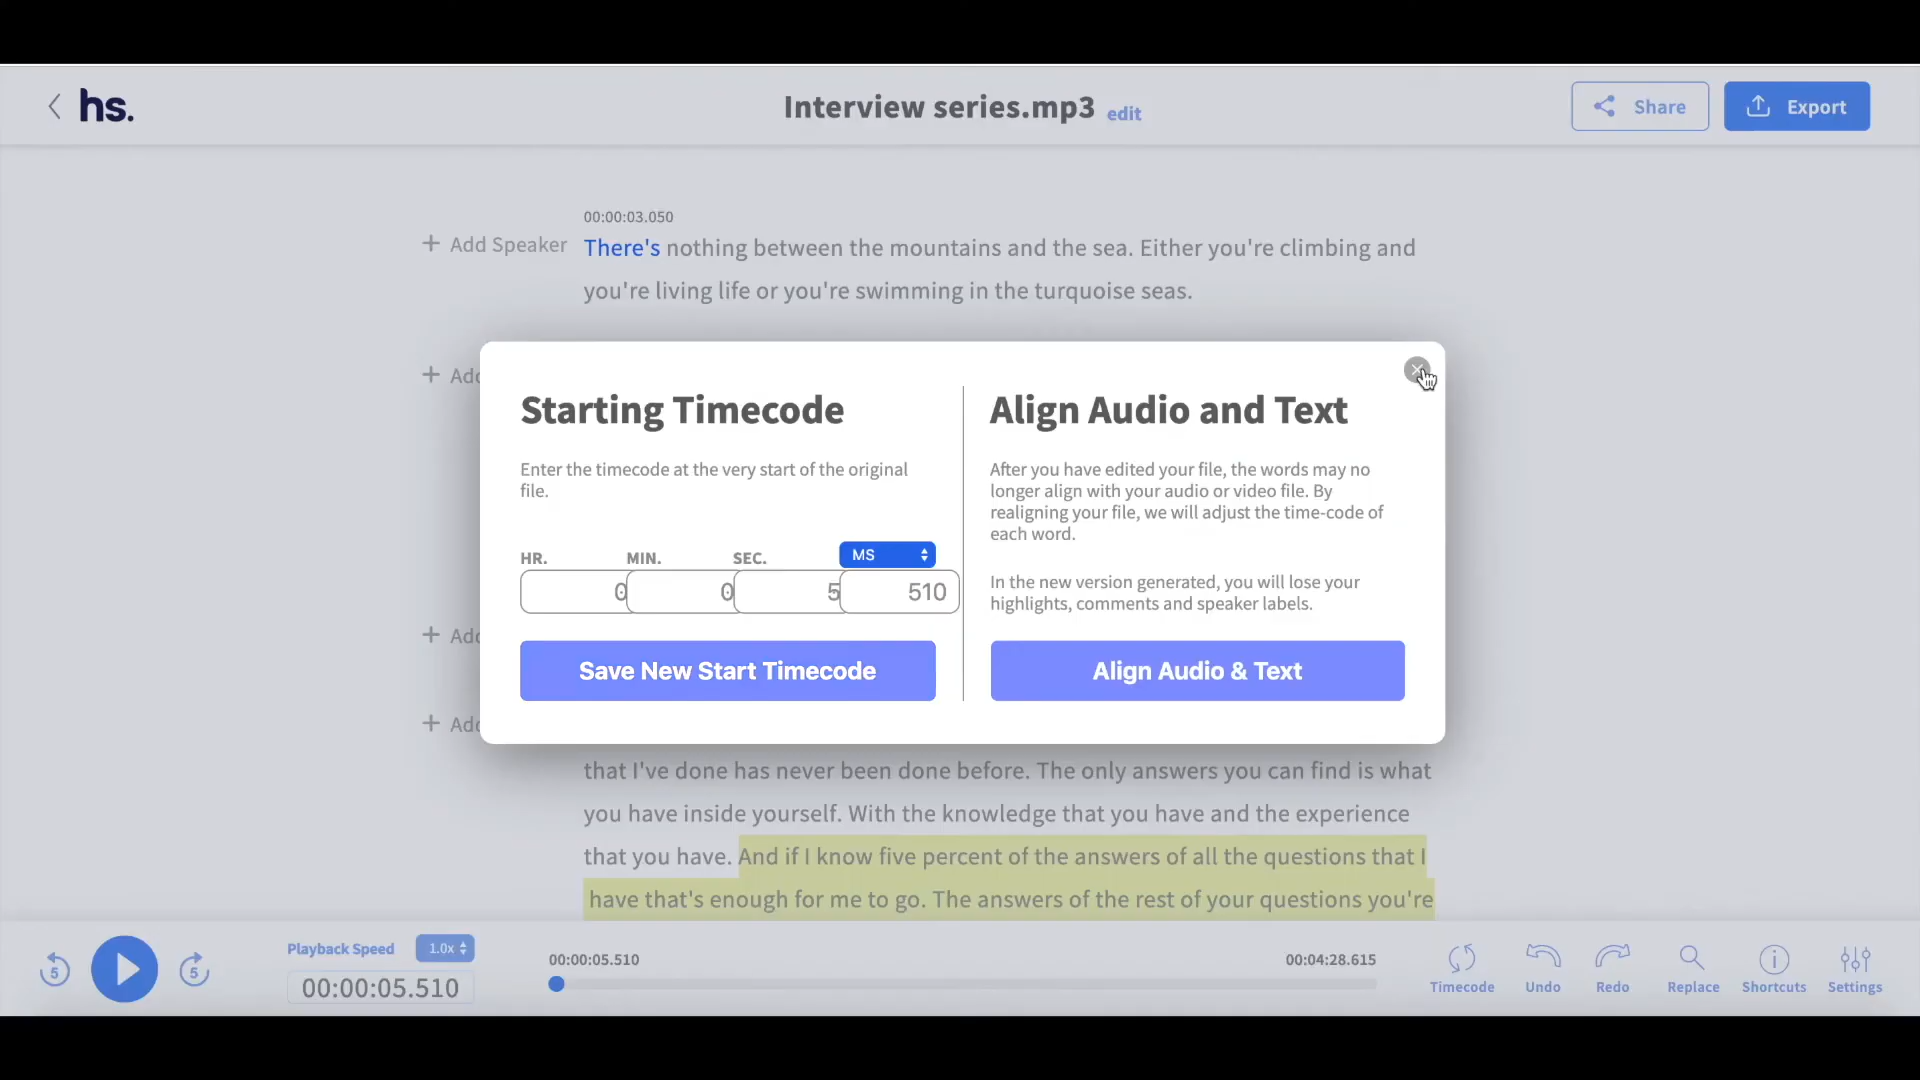 hs.
Interview series.mp3 edit
Share
Export
00:00:03.050
+ Add Speaker
There's nothing between the mountains and the sea. Either you're climbing and
you're living life or you're swimming in the turquoise seas.
+ Add
+ Add
+ Add
Starting Timecode
Enter the timecode at the very start of the original
file.
HR. MIN. SEC. MS
0 0 5 510
Save New Start Timecode
Align Audio and Text
After you have edited your file, the words may no
longer align with your audio or video file. By
realigning your file, we will adjust the time-code of
each word.
In the new version generated, you will lose your
highlights, comments and speaker labels.
Align Audio & Text
that I've done has never been done before. The only answers you can find is what
you have inside yourself. With the knowledge that you have and the experience
that you have. And if I know five percent of the answers of all the questions that I
have that's enough for me to go. The answers of the rest of your questions you're
5
5
Playback Speed 1.0x
00:00:05.510
00:00:05.510
00:04:28.615
Timecode
Undo
Redo
Replace
Shortcuts
Settings